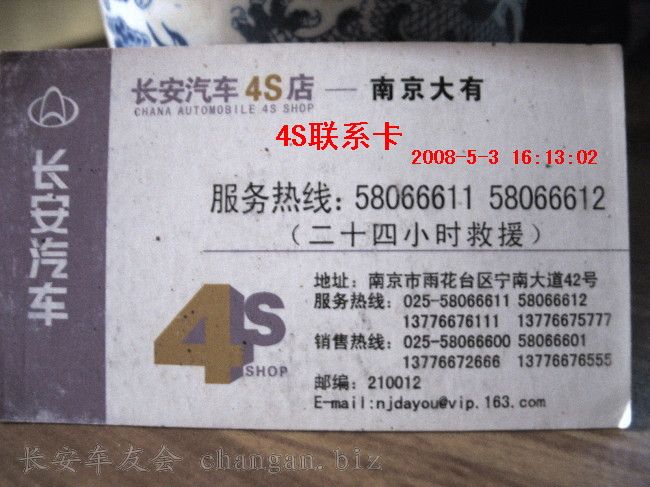 长安汽车 4S店 — 南京大有
CHANA AUTOMOBILE 4S SHOP
4S联系卡
2008-5-3 16:13:02
长安汽车
服务热线：58066611 58066612
（二十四小时救援）
4S
SHOP
地址：南京市雨花台区宁南大道42号
服务热线：025-58066611 58066612
13776676111 13776675777
销售热线：025-58066600 58066601
13776672666 13776676555
邮编：210012
E-mail:njdayou@vip.163.com
长安车友会 changan.biz